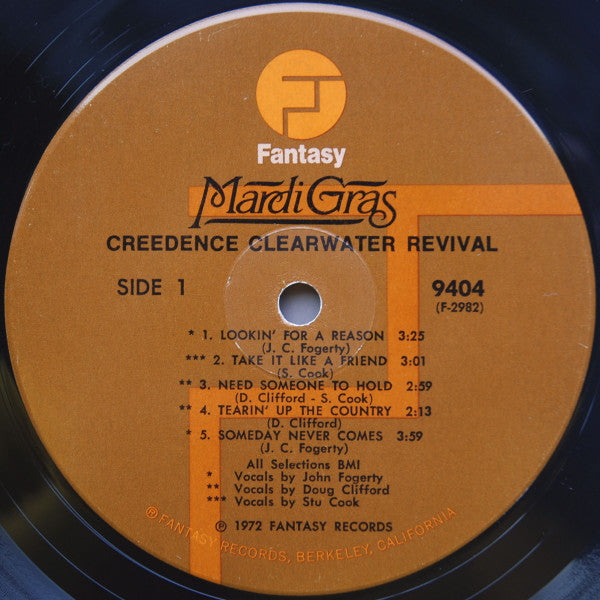 Fantasy
Mardi Gras
CREEDENCE CLEARWATER REVIVAL
SIDE 1
9404
(F-2982)
* 1. LOOKIN' FOR A REASON 3:25
(J. C. Fogerty)
*** 2. TAKE IT LIKE A FRIEND 3:01
(S. Cook)
** 3. NEED SOMEONE TO HOLD 2:59
(D. Clifford - S. Cook)
** 4. TEARIN' UP THE COUNTRY 2:13
(D. Clifford)
* 5. SOMEDAY NEVER COMES 3:59
(J. C. Fogerty)
All Selections BMI
* Vocals by John Fogerty
** Vocals by Doug Clifford
*** Vocals by Stu Cook
℗ 1972 FANTASY RECORDS
® FANTASY RECORDS, BERKELEY, CALIFORNIA